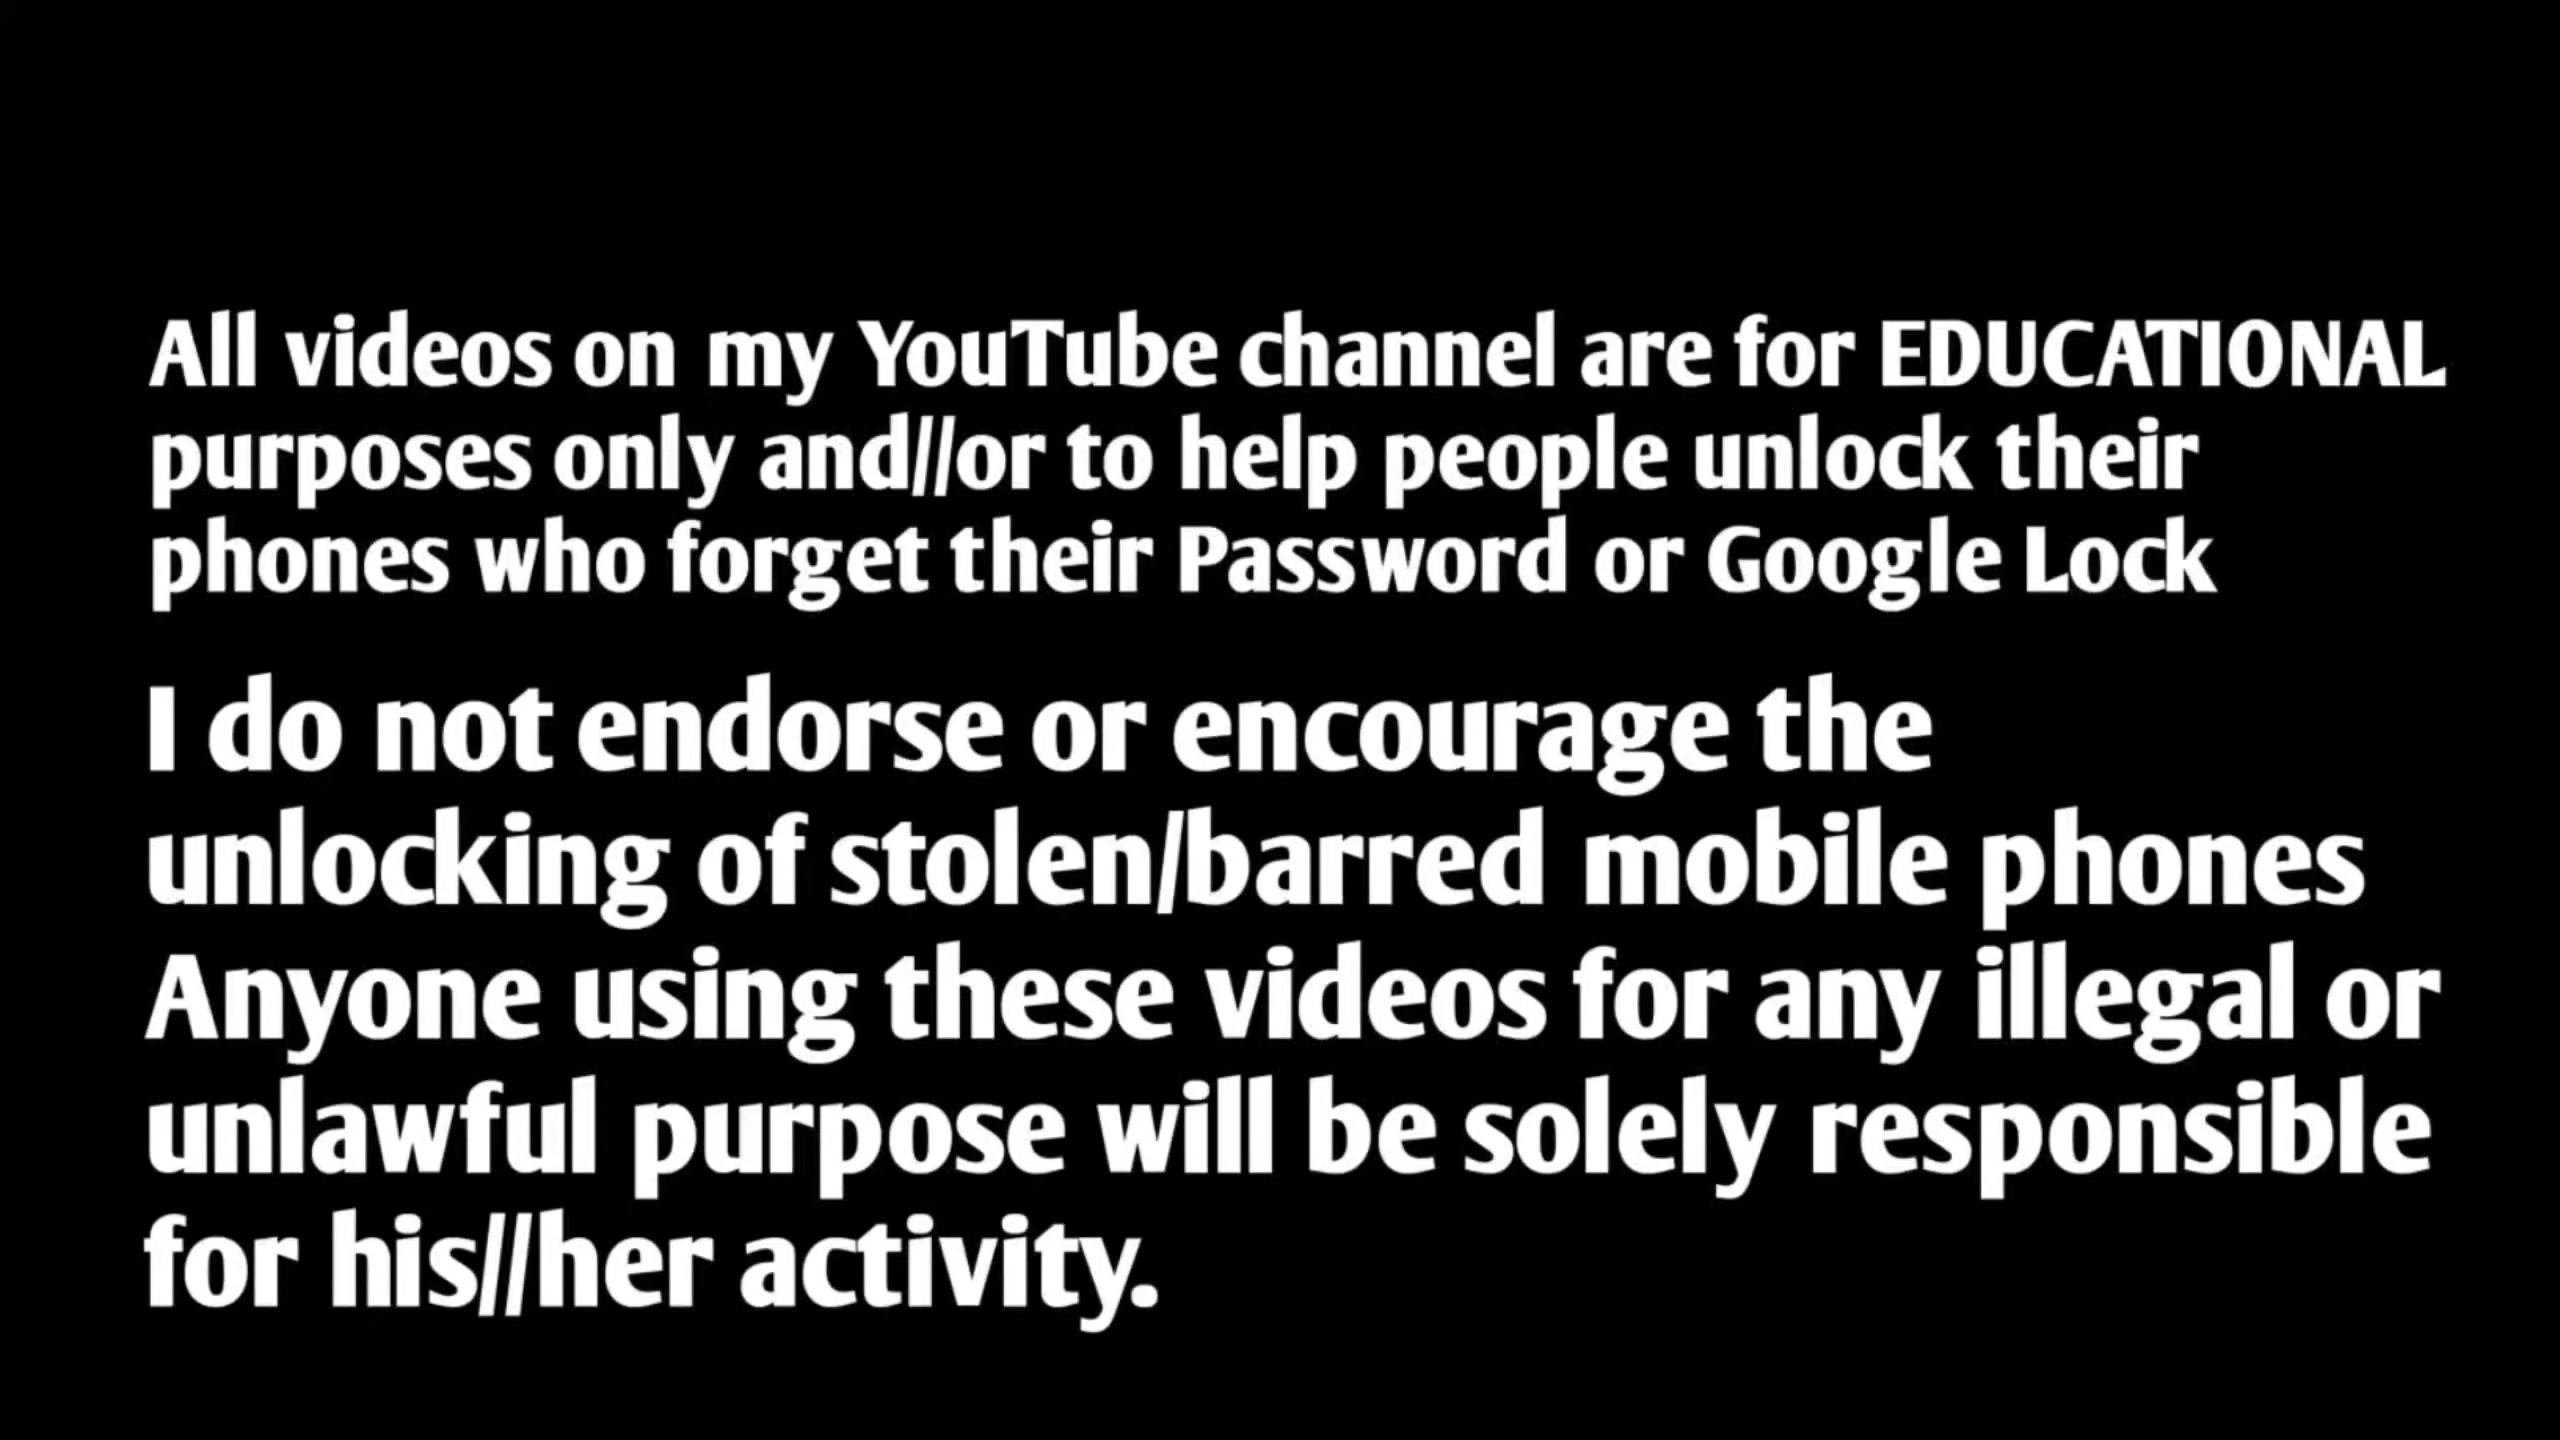 All videos on my YouTube channel are for EDUCATIONAL
purposes only and//or to help people unlock their
phones who forget their Password or Google Lock
I do not endorse or encourage the
unlocking of stolen/barred mobile phones
Anyone using these videos for any illegal or
unlawful purpose will be solely responsible
for his//her activity.